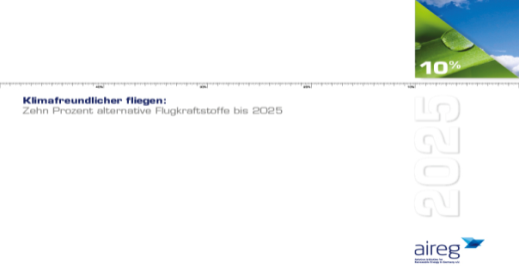 10%
Klimafreundlicher fliegen:
Zehn Prozent alternative Flugkraftstoffe bis 2025
2025
aireg